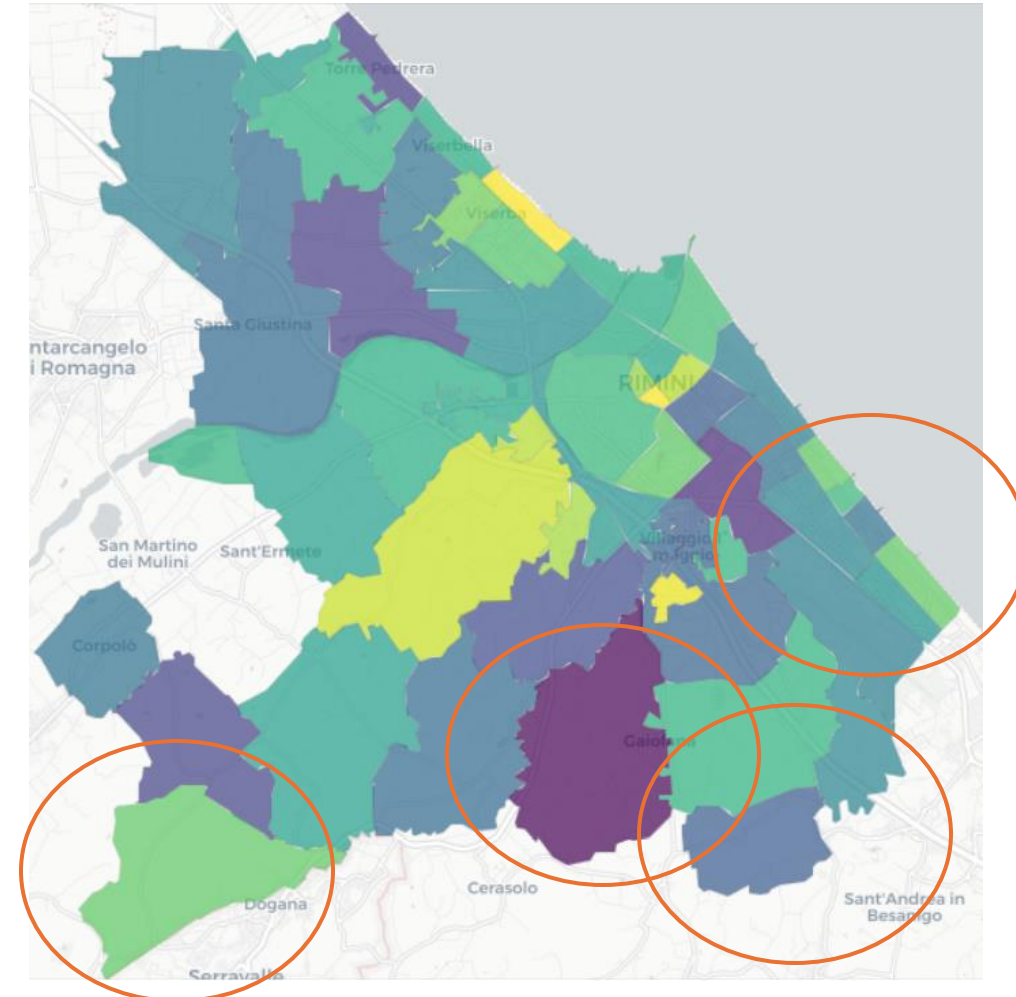 Torre Pedrera
Viserbella
Viserba
Santa Giustina
ntarcangelo
i Romagna
RIMINI
San Martino
dei Mulini
Sant'Ermete
Villaggio
Corpolò
Dogana
Cerasolo
Sant'Andrea in
Besanigo
Serravalle